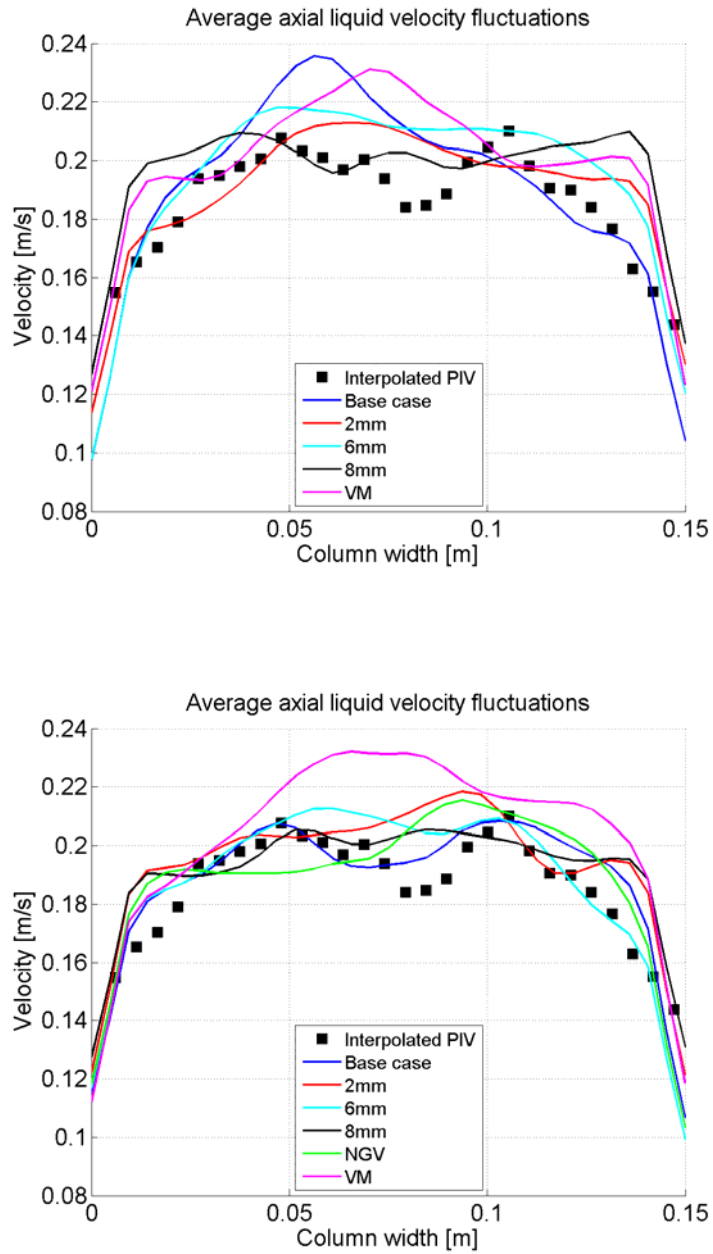 Average axial liquid velocity fluctuations
0.24
0.22
0.2
0.18
0.16
0.14
0.12
0.1
0.08
Velocity [m/s]
Interpolated PIV
Base case
2mm
6mm
8mm
VM
0
0.05
0.1
0.15
Column width [m]
Average axial liquid velocity fluctuations
0.24
0.22
0.2
0.18
0.16
0.14
0.12
0.1
0.08
Velocity [m/s]
Interpolated PIV
Base case
2mm
6mm
8mm
NGV
VM
0
0.05
0.1
0.15
Column width [m]